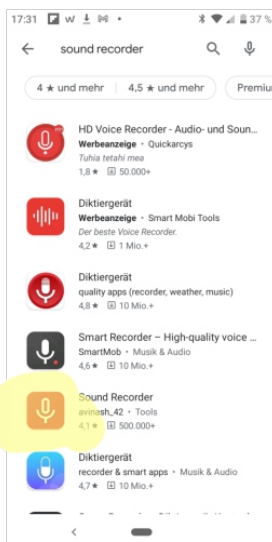 17:31 37 %
sound recorder
4 ★ und mehr 4,5 ★ und mehr Premiu
HD Voice Recorder - Audio- und Soun...
Werbeanzeige • Quickarcys
Tuhia tetahi mea
1,8 ★ 50.000+
Diktiergerät
Werbeanzeige • Smart Mobi Tools
Der beste Voice Recorder.
4,2 ★ 1 Mio.+
Diktiergerät
quality apps (recorder, weather, music)
4,8 ★ 10 Mio.+
Smart Recorder – High-quality voice ...
SmartMob • Musik & Audio
4,6 ★ 10 Mio.+
Sound Recorder
avinash_42 • Tools
4,1 ★ 500.000+
Diktiergerät
recorder & smart apps • Musik & Audio
4,7 ★ 10 Mio.+